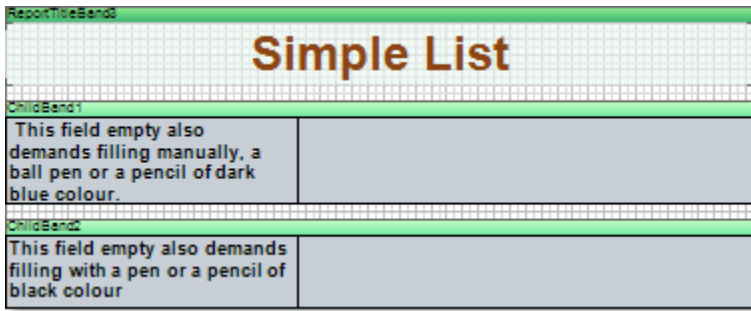 ReportTitleBand3
Simple List
ChildBand1
This field empty also
demands filling manually, a
ball pen or a pencil of dark
blue colour.
ChildBand2
This field empty also demands
filling with a pen or a pencil of
black colour